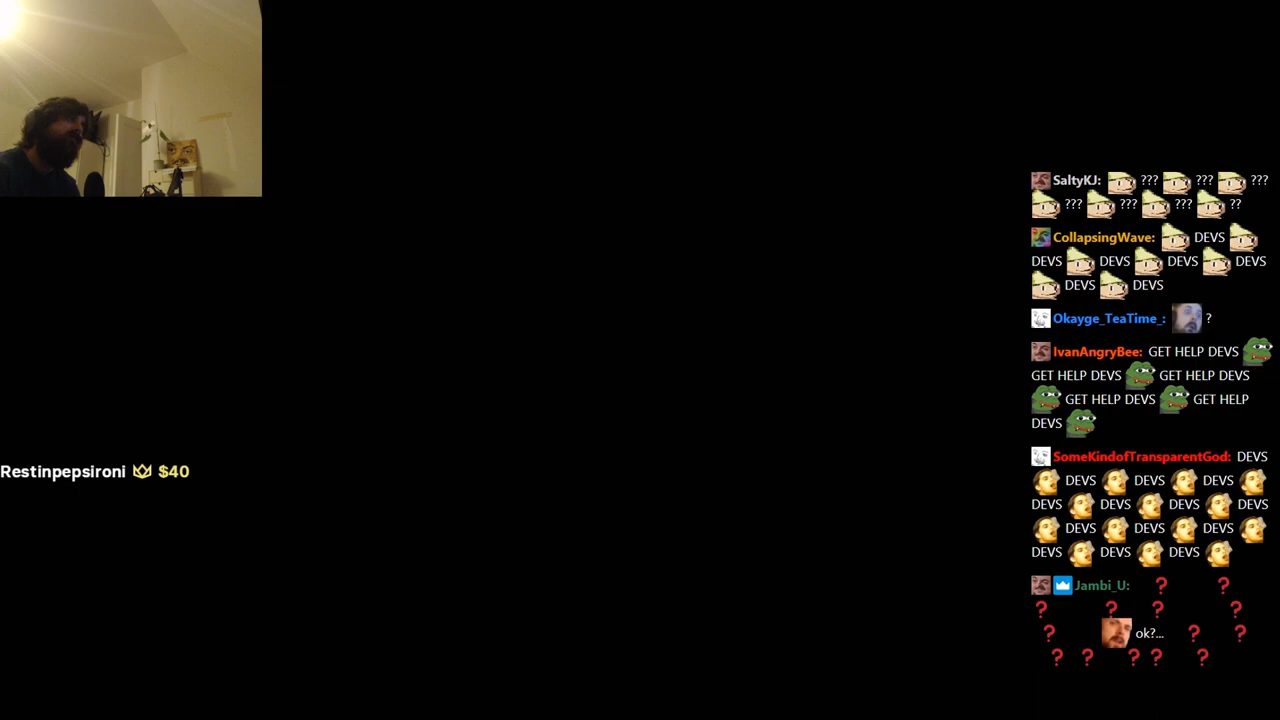 SaltyKJ: ??? ??? ???
??? ??? ??? ??
CollapsingWave: DEVS
DEVS DEVS DEVS DEVS
DEVS DEVS
Okayge_TeaTime_: ?
IvanAngryBee: GET HELP DEVS
GET HELP DEVS GET HELP DEVS
GET HELP DEVS GET HELP
DEVS
Restinpepsironi $40
SomeKindofTransparentGod: DEVS
DEVS DEVS DEVS
DEVS DEVS DEVS DEVS
DEVS DEVS DEVS
DEVS DEVS DEVS
Jambi_U: ❓ ❓
❓ ❓ ❓ ❓
❓ ok?... ❓ ❓
❓ ❓ ❓ ❓ ❓